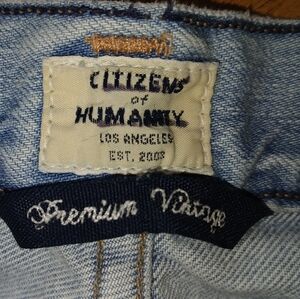 CITIZENS
of
HUMANITY
LOS ANGELES
EST. 2003
Premium Vintage